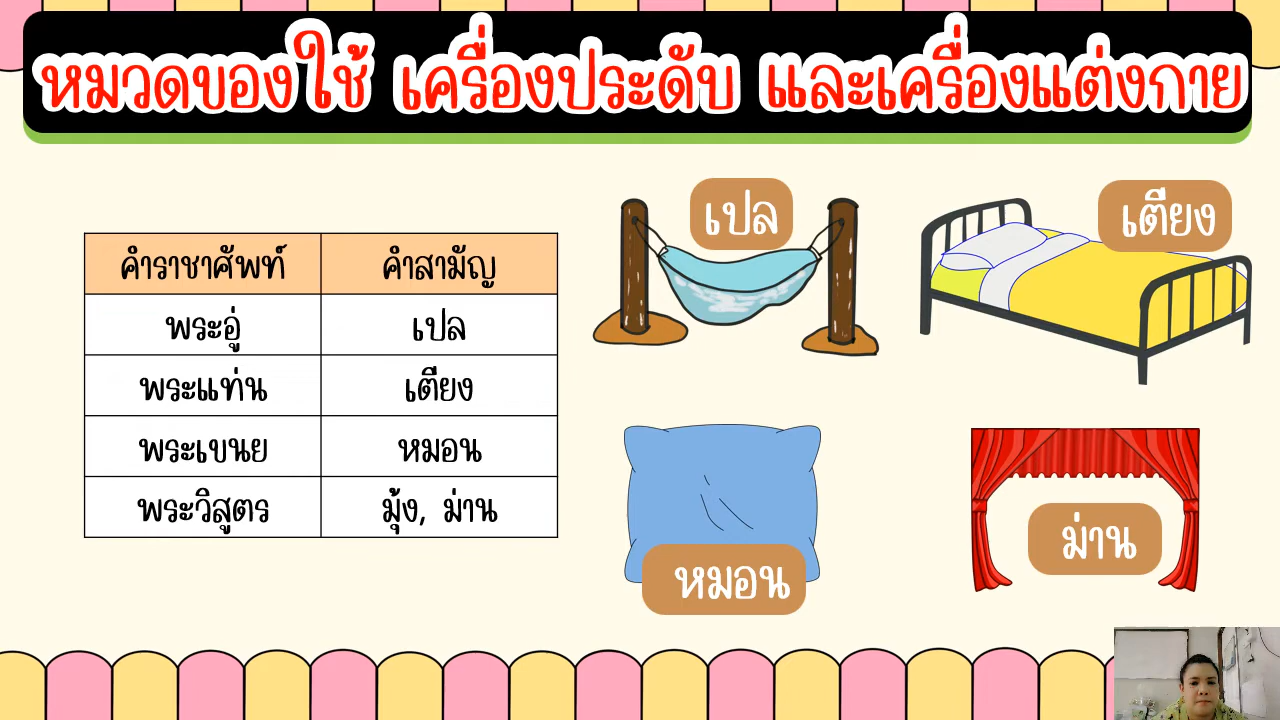 หมวดของใช้ เครื่องประดับ และเครื่องแต่งกาย
คำราชาศัพท์ คำสามัญ
พระอู่ เปล
พระแท่น เตียง
พระเขนย หมอน
พระวิสูตร มุ้ง, ม่าน
เปล
เตียง
หมอน
ม่าน